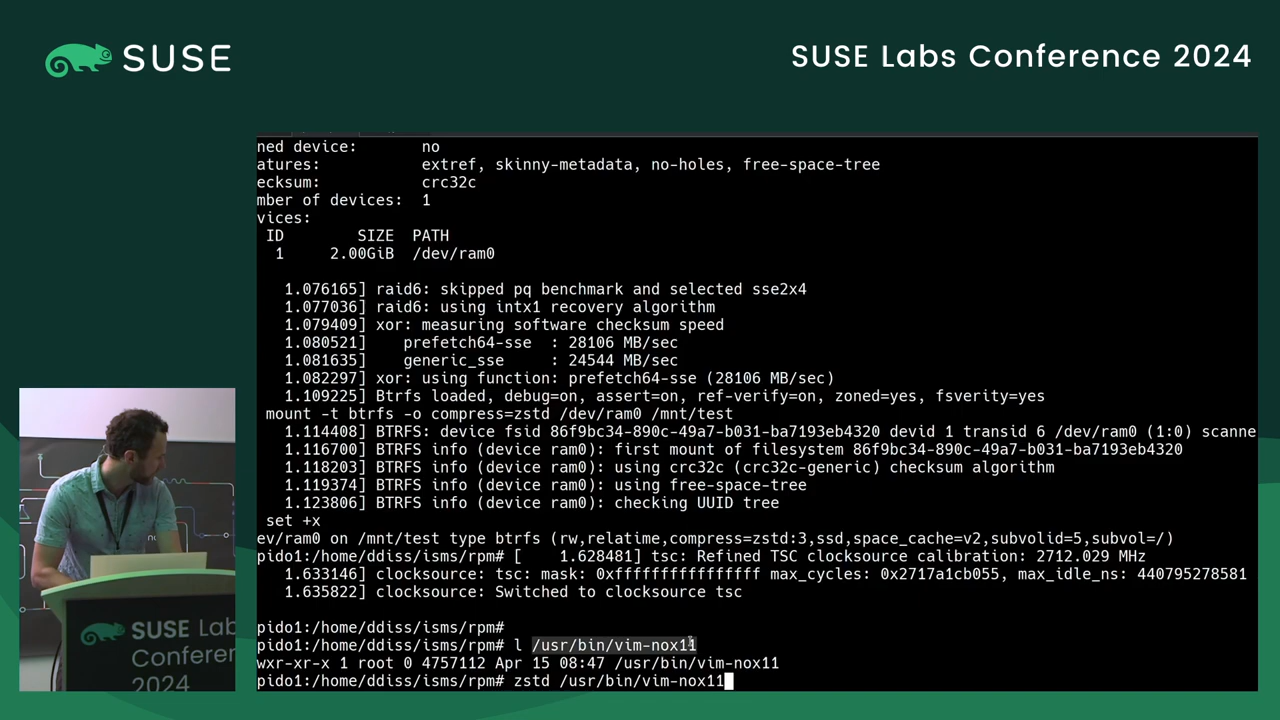 SUSE
SUSE Labs Conference 2024
ned device:       no
atures:           extref, skinny-metadata, no-holes, free-space-tree
ecksum:           crc32c
mber of devices:  1
vices:
ID        SIZE  PATH
1     2.00GiB  /dev/ram0
1.076165] raid6: skipped pq benchmark and selected sse2x4
1.077036] raid6: using intx1 recovery algorithm
1.079409] xor: measuring software checksum speed
1.080521]    prefetch64-sse  : 28106 MB/sec
1.081635]    generic_sse     : 24544 MB/sec
1.082297] xor: using function: prefetch64-sse (28106 MB/sec)
1.109225] Btrfs loaded, debug=on, assert=on, ref-verify=on, zoned=yes, fsverity=yes
mount -t btrfs -o compress=zstd /dev/ram0 /mnt/test
1.114408] BTRFS: device fsid 86f9bc34-890c-49a7-b031-ba7193eb4320 devid 1 transid 6 /dev/ram0 (1:0) scanne
1.116700] BTRFS info (device ram0): first mount of filesystem 86f9bc34-890c-49a7-b031-ba7193eb4320
1.118203] BTRFS info (device ram0): using crc32c (crc32c-generic) checksum algorithm
1.119374] BTRFS info (device ram0): using free-space-tree
1.123806] BTRFS info (device ram0): checking UUID tree
set +x
ev/ram0 on /mnt/test type btrfs (rw,relatime,compress=zstd:3,ssd,space_cache=v2,subvolid=5,subvol=/)
pido1:/home/ddiss/isms/rpm# [    1.628481] tsc: Refined TSC clocksource calibration: 2712.029 MHz
1.633146] clocksource: tsc: mask: 0xffffffffffffffff max_cycles: 0x2717a1cb055, max_idle_ns: 440795278581
1.635822] clocksource: Switched to clocksource tsc
pido1:/home/ddiss/isms/rpm#
pido1:/home/ddiss/isms/rpm# l /usr/bin/vim-nox11
wxr-xr-x 1 root 0 4757112 Apr 15 08:47 /usr/bin/vim-nox11
pido1:/home/ddiss/isms/rpm# zstd /usr/bin/vim-nox11
SUSE Lab
Conferen
2024